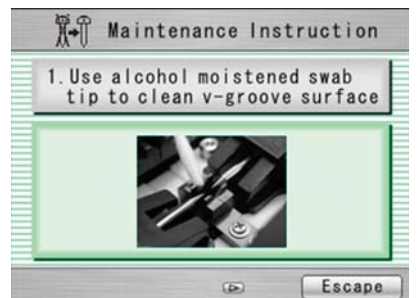 Maintenance Instruction
1. Use alcohol moistened swab
tip to clean v-groove surface
Escape